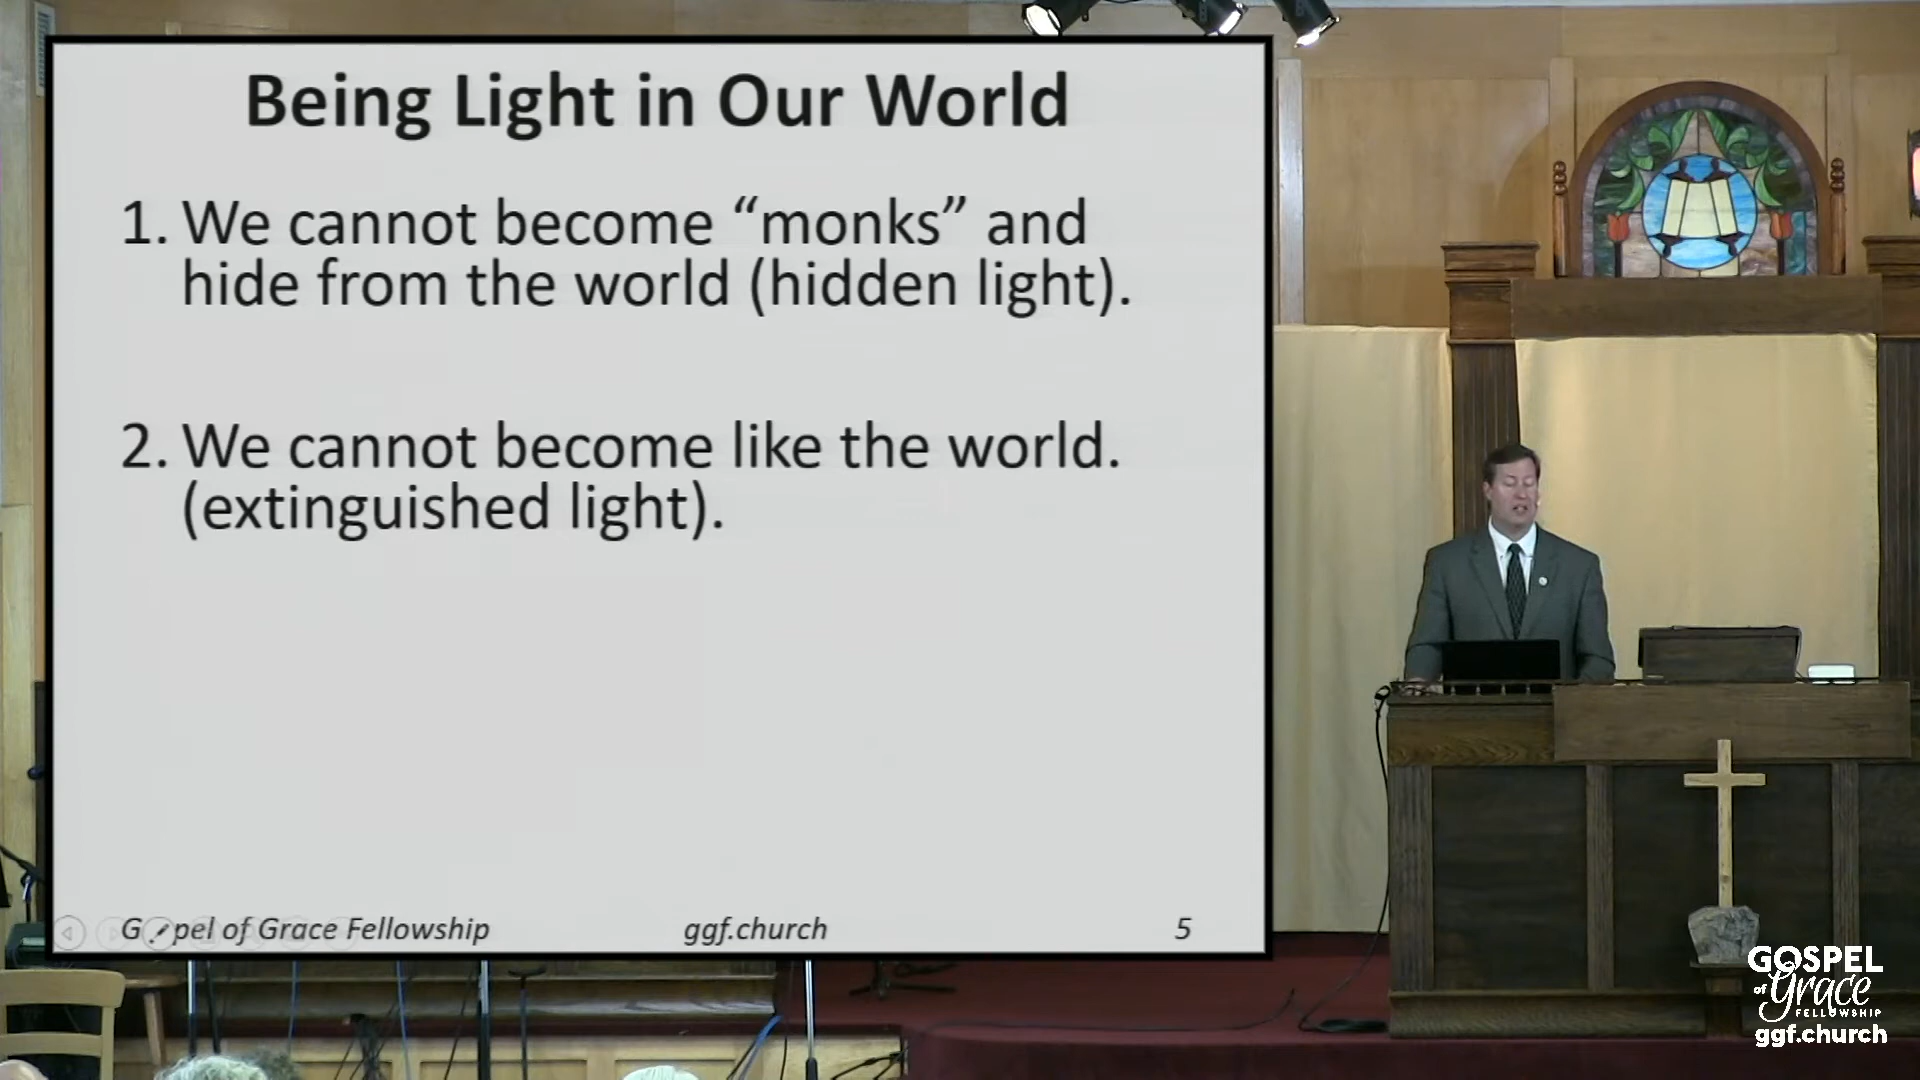 Being Light in Our World
1. We cannot become “monks” and
hide from the world (hidden light).
2. We cannot become like the world.
(extinguished light).
Gospel of Grace Fellowship ggf.church 5
GOSPEL
of Grace
FELLOWSHIP
ggf.church